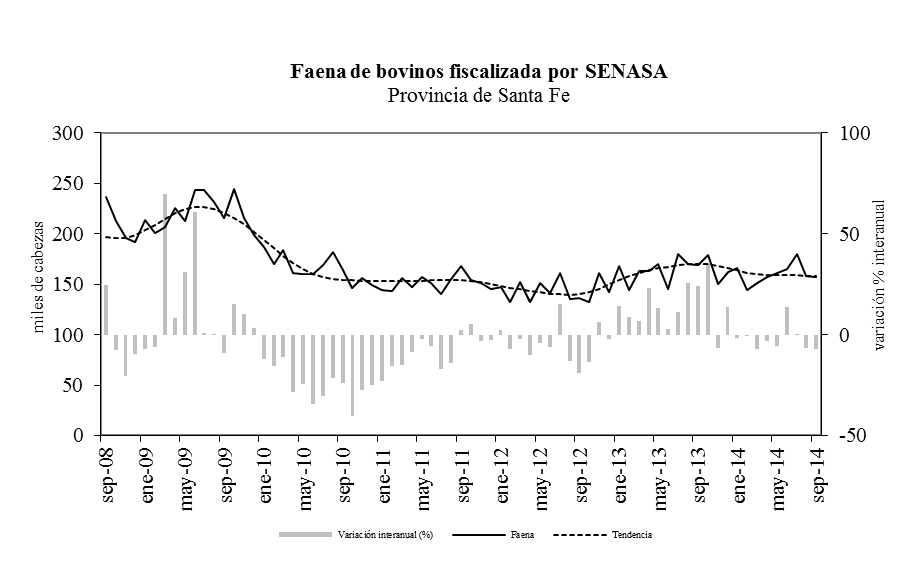 Faena de bovinos fiscalizada por SENASA
Provincia de Santa Fe
300
250
200
150
100
50
0
miles de cabezas
100
50
0
-50
variación % interanual
sep-08
ene-09
may-09
sep-09
ene-10
may-10
sep-10
ene-11
may-11
sep-11
ene-12
may-12
sep-12
ene-13
may-13
sep-13
ene-14
may-14
sep-14
Variación interanual (%)
Faena
Tendencia